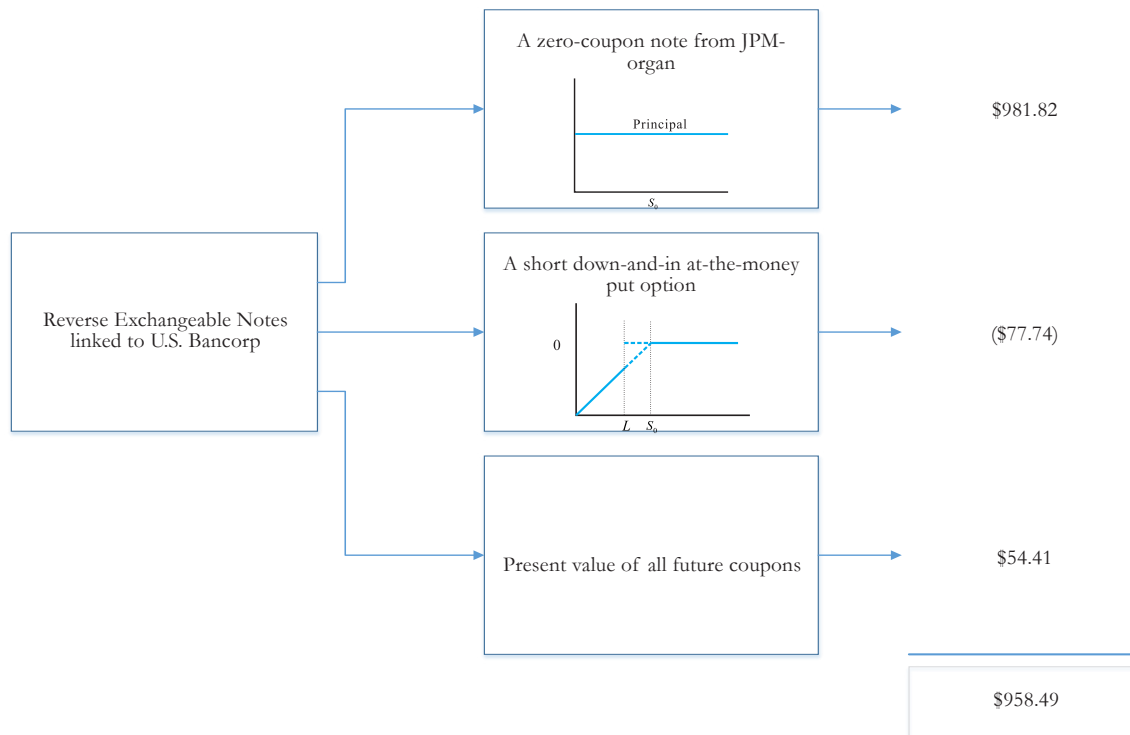 A zero-coupon note from JPM-
organ
Principal
S₀
$981.82
Reverse Exchangeable Notes
linked to U.S. Bancorp
A short down-and-in at-the-money
put option
0
L S₀
($77.74)
Present value of all future coupons
$54.41
$958.49